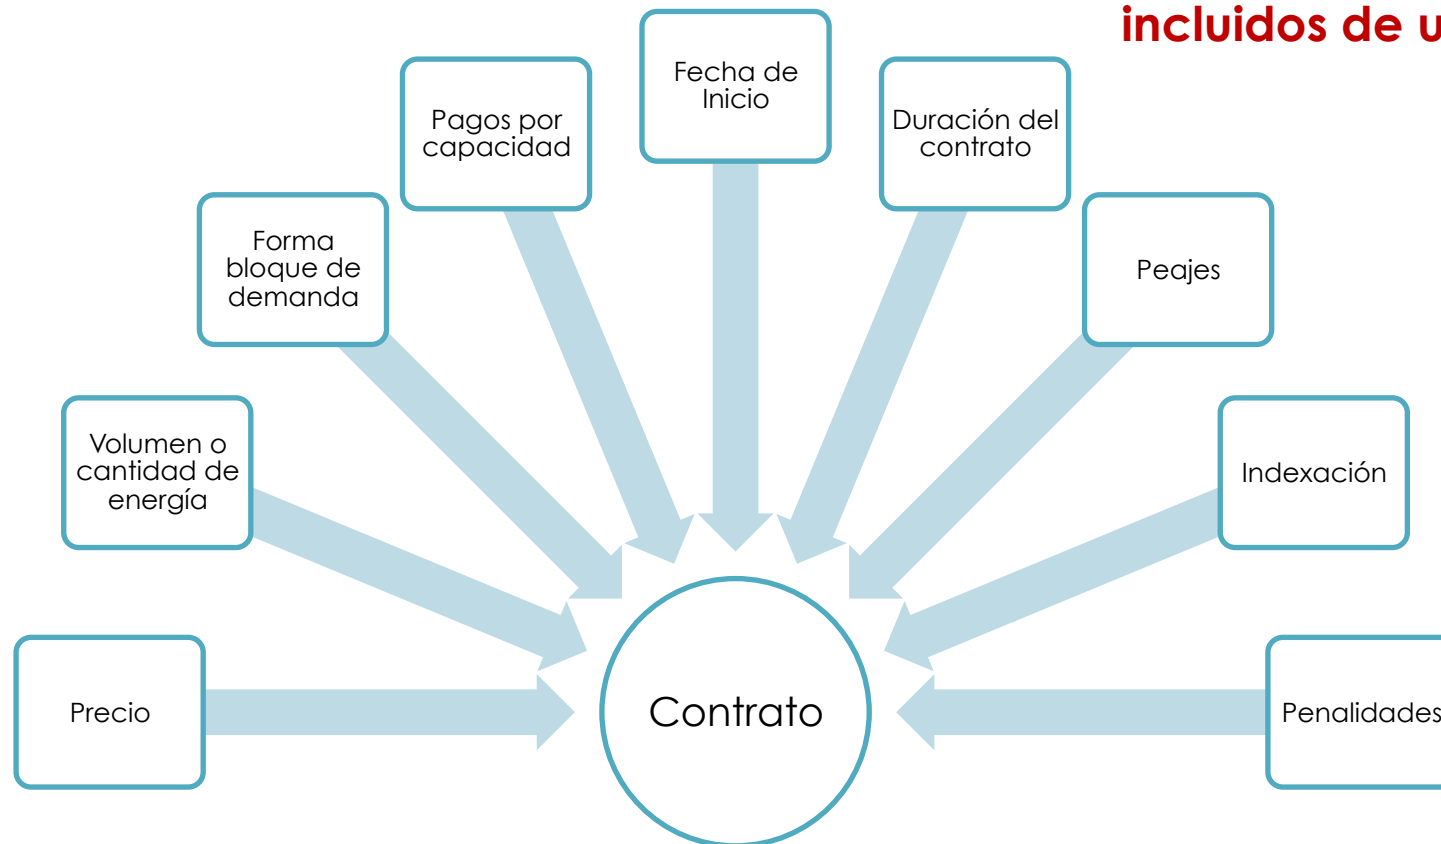 incluidos de u
Fecha de
Inicio
Pagos por
capacidad
Duración del
contrato
Forma
bloque de
demanda
Peajes
Volumen o
cantidad de
energía
Indexación
Precio
Contrato
Penalidades